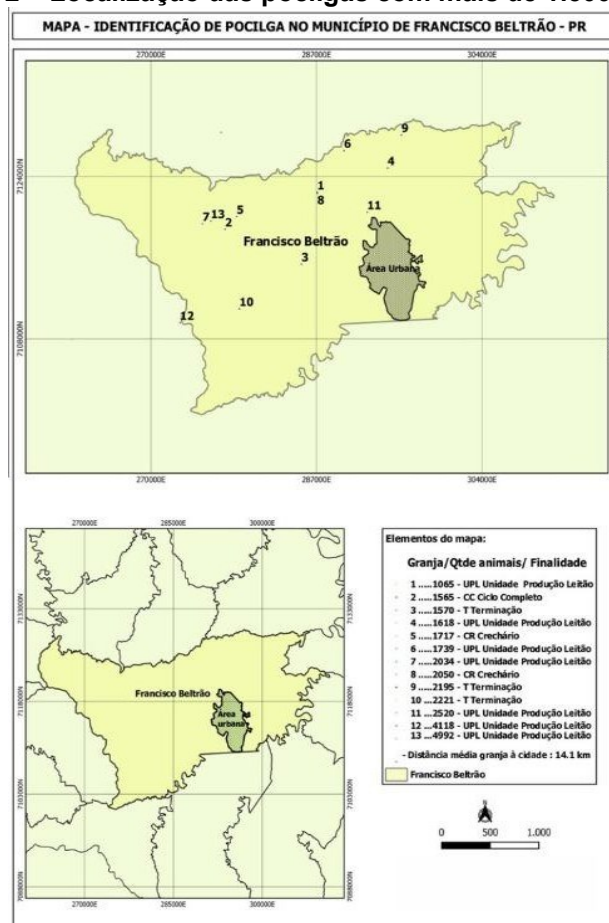 MAPA - IDENTIFICAÇÃO DE POCILGA NO MUNICÍPIO DE FRANCISCO BELTRÃO - PR
270000E 287000E 304000E
7124000N
7108000N
9
6
4
1
8
5
7 13 2
11
Francisco Beltrão
3
Área Urbana
10
12
270000E 287000E 304000E
270000E 285000E 300000E
7133000N
7118000N
7103000N
7088000N
Francisco Beltrão
Área
urbana
270000E 285000E 300000E
Elementos do mapa:
Granja/Qtde animais/ Finalidade
1 .....1065 - UPL Unidade Produção Leitão
2 .....1565 - CC Ciclo Completo
3 .....1570 - T Terminação
4 .....1618 - UPL Unidade Produção Leitão
5 .....1717 - CR Crechário
6 .....1739 - UPL Unidade Produção Leitão
7 .....2034 - UPL Unidade Produção Leitão
8 .....2050 - CR Crechário
9 .....2195 - T Terminação
10 ....2221 - T Terminação
11 ....2520 - UPL Unidade Produção Leitão
12 ....4118 - UPL Unidade Produção Leitão
13 ....4992 - UPL Unidade Produção Leitão
- Distância média granja à cidade : 14.1 km
Francisco Beltrão
0 500 1.000